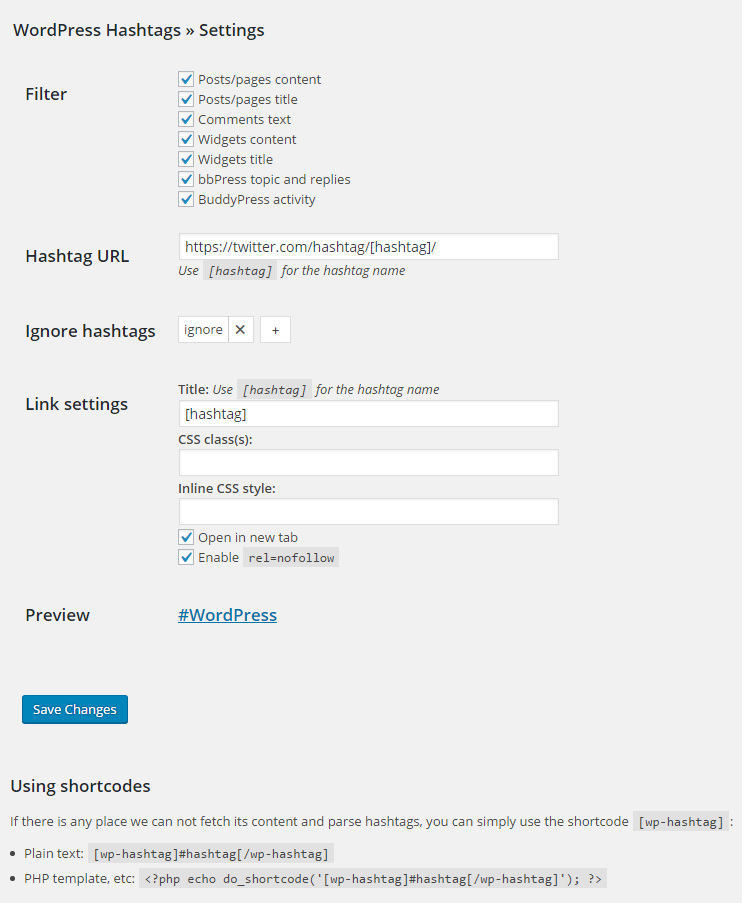 WordPress Hashtags » Settings
Filter
Posts/pages content
Posts/pages title
Comments text
Widgets content
Widgets title
bbPress topic and replies
BuddyPress activity
Hashtag URL
https://twitter.com/hashtag/[hashtag]/
Use [hashtag] for the hashtag name
Ignore hashtags
ignore ✕ +
Link settings
Title: Use [hashtag] for the hashtag name
[hashtag]
CSS class(s):
Inline CSS style:
Open in new tab
Enable rel=nofollow
Preview
#WordPress
Save Changes
Using shortcodes
If there is any place we can not fetch its content and parse hashtags, you can simply use the shortcode [wp-hashtag] :
• Plain text: [wp-hashtag]#hashtag[/wp-hashtag]
• PHP template, etc: <?php echo do_shortcode('[wp-hashtag]#hashtag[/wp-hashtag]'); ?>